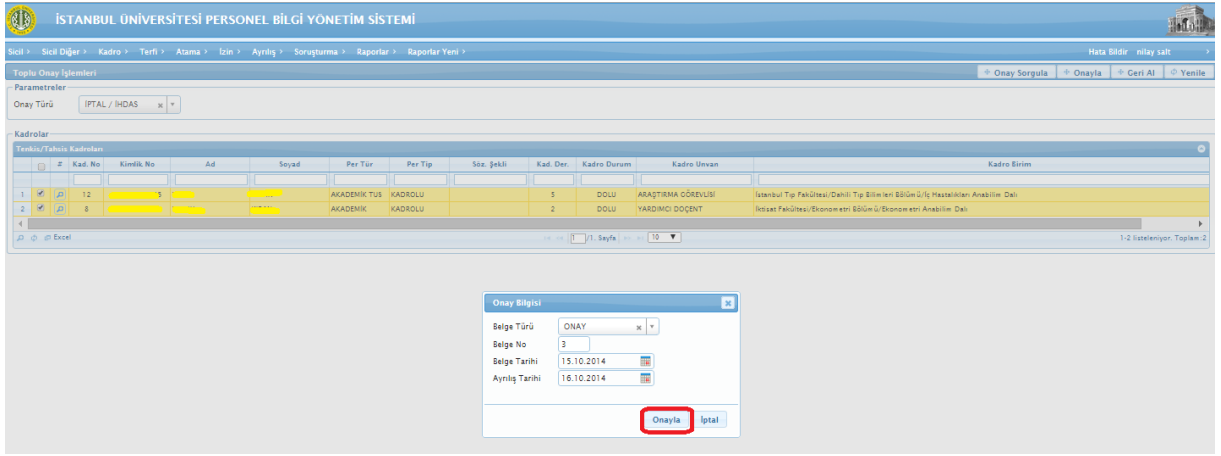 İSTANBUL ÜNİVERSİTESİ PERSONEL BİLGİ YÖNETİM SİSTEMİ
Sicil > Sicil Diğer > Kadro > Terfi > Atama > İzin > Ayrılış > Soruşturma > Raporlar > Raporlar Yeni > Hata Bildir nilay salt >
Toplu Onay İşlemleri Onay Sorgula Onayla Geri Al Yenile
Parametreler
Onay Türü İPTAL / İHDAS
Kadrolar
Tenkis/Tahsis Kadroları
# Kad. No Kimlik No Ad Soyad Per Tür Per Tip Söz. Şekli Kad. Der. Kadro Durum Kadro Unvan Kadro Birim
1 12 5 AKADEMİK TUS KADROLU 5 DOLU ARAŞTIRMA GÖREVLİSİ İstanbul Tıp Fakültesi/Dahili Tıp Bilimleri Bölümü/İç Hastalıkları Anabilim Dalı
2 8 AKADEMİK KADROLU 2 DOLU YARDIMCI DOÇENT İktisat Fakültesi/Ekonometri Bölümü/Ekonometri Anabilim Dalı
Excel 1 /1. Sayfa 10 1-2 listeleniyor. Toplam:2
Onay Bilgisi
Belge Türü ONAY
Belge No 3
Belge Tarihi 15.10.2014
Ayrılış Tarihi 16.10.2014
Onayla İptal